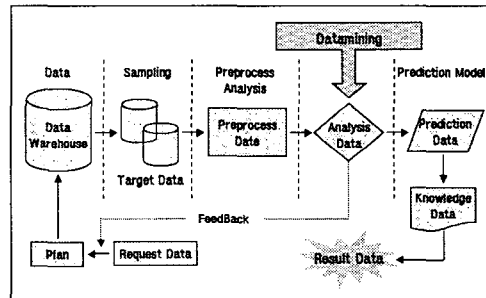 Datamining
Data
Sampling
Preprocess
Analysis
Prediction Model
Data
Warehouse
Target Data
Preprocess
Data
Analysis
Data
Prediction
Data
FeedBack
Knowledge
Data
Plan
Request Data
Result Data